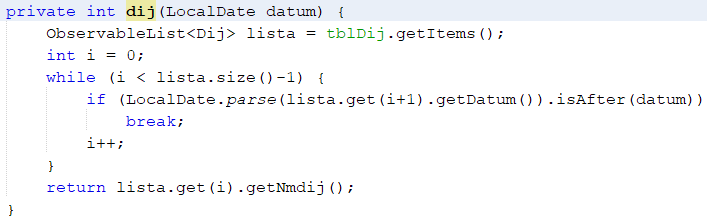 private int dij(LocalDate datum) {
    ObservableList<Dij> lista = tblDij.getItems();
    int i = 0;
    while (i < lista.size()-1) {
        if (LocalDate.parse(lista.get(i+1).getDatum()).isAfter(datum))
            break;
        i++;
    }
    return lista.get(i).getNmdij();
}